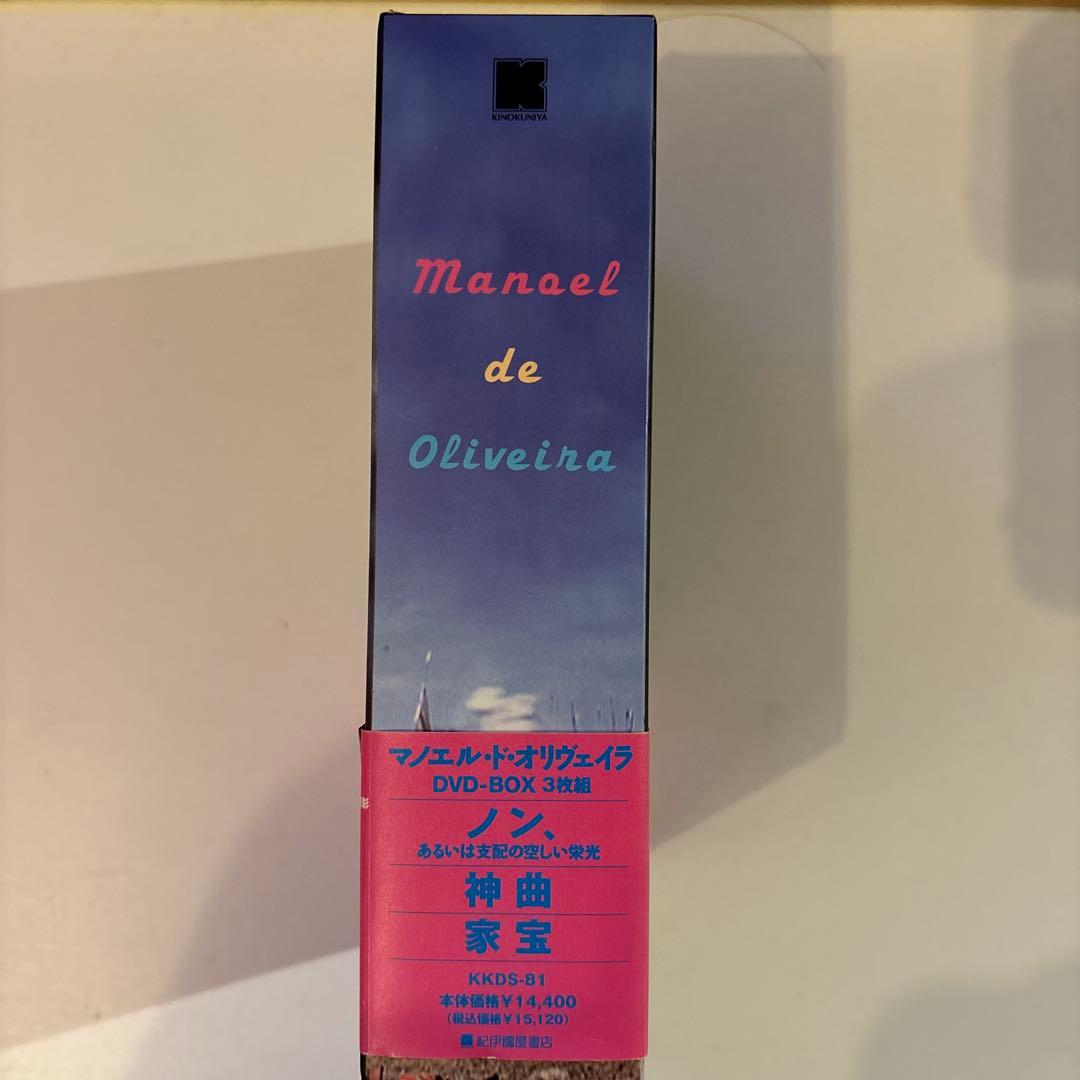 KINOKUNIYA
Manoel
de
Oliveira
マノエル・ド・オリヴェイラ
DVD-BOX 3枚組
ノン、
あるいは支配の空しい栄光
神曲
家宝
KKDS-81
本体価格¥14,400
(税込価格¥15,120)
紀伊國屋書店